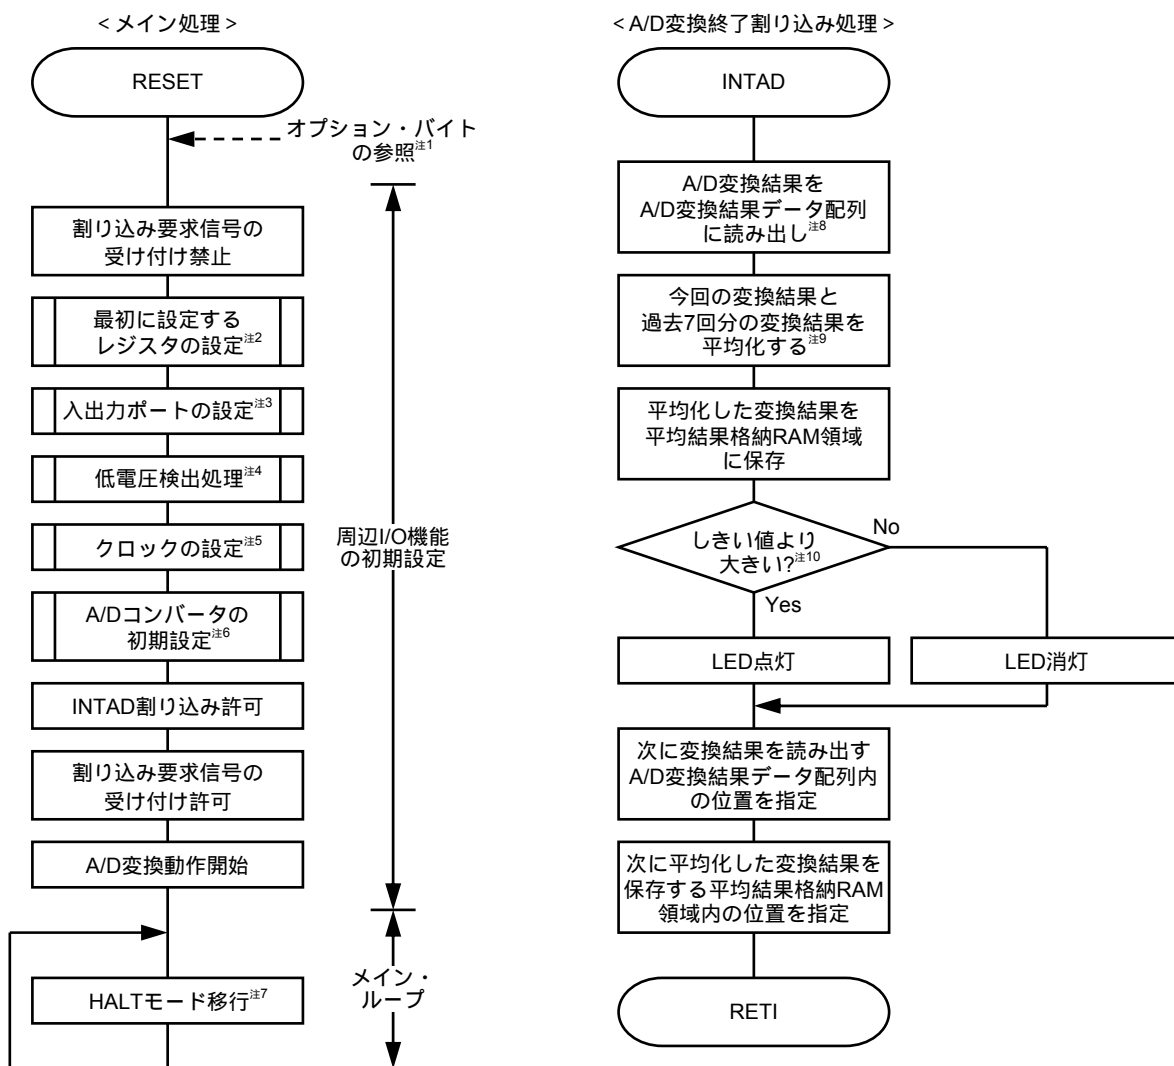 < メイン処理 >
RESET
オプション・バイト
の参照注1
割り込み要求信号の
受け付け禁止
最初に設定する
レジスタの設定注2
入出力ポートの設定注3
低電圧検出処理注4
クロックの設定注5
A/Dコンバータの
初期設定注6
INTAD割り込み許可
割り込み要求信号の
受け付け許可
A/D変換動作開始
周辺I/O機能
の初期設定
HALTモード移行注7
メイン・
ループ
< A/D変換終了割り込み処理 >
INTAD
A/D変換結果を
A/D変換結果データ配列
に読み出し注8
今回の変換結果と
過去7回分の変換結果を
平均化する注9
平均化した変換結果を
平均結果格納RAM領域
に保存
しきい値より
大きい?注10
No
Yes
LED点灯
LED消灯
次に変換結果を読み出す
A/D変換結果データ配列内
の位置を指定
次に平均化した変換結果を
保存する平均結果格納RAM
領域内の位置を指定
RETI